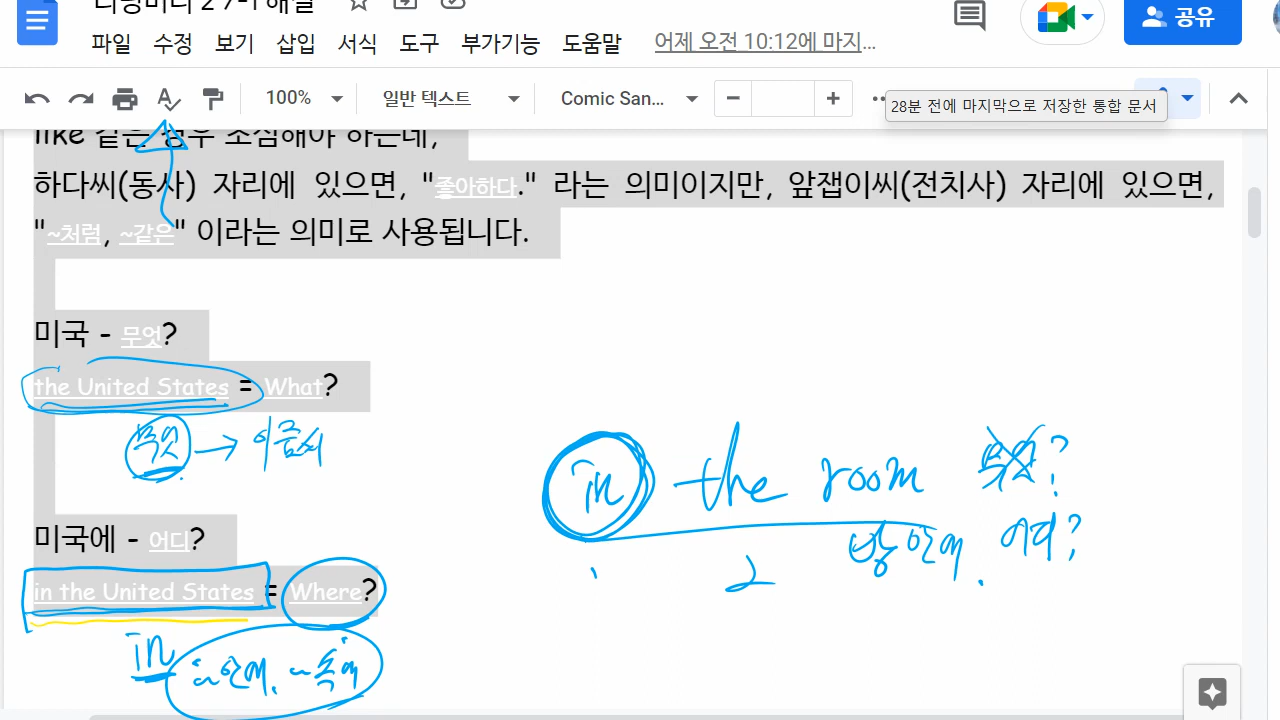 리딩버디 2 7-1 해설
파일 수정 보기 삽입 서식 도구 부가기능 도움말 어제 오전 10:12에 마지...
공유
100% 일반 텍스트 Comic San... − + ··
28분 전에 마지막으로 저장한 통합 문서
like 같은 경우 조심해야 하는데,
하다씨(동사) 자리에 있으면, "좋아하다." 라는 의미이지만, 앞잽이씨(전치사) 자리에 있으면,
"~처럼, ~같은" 이라는 의미로 사용됩니다.
미국 - 무엇?
the United States = What?
무엇 → 이름씨
in the room 무엇?
미국에 - 어디?
방 안에. 어디?
2
in the United States = Where?
in
~안에, ~속에